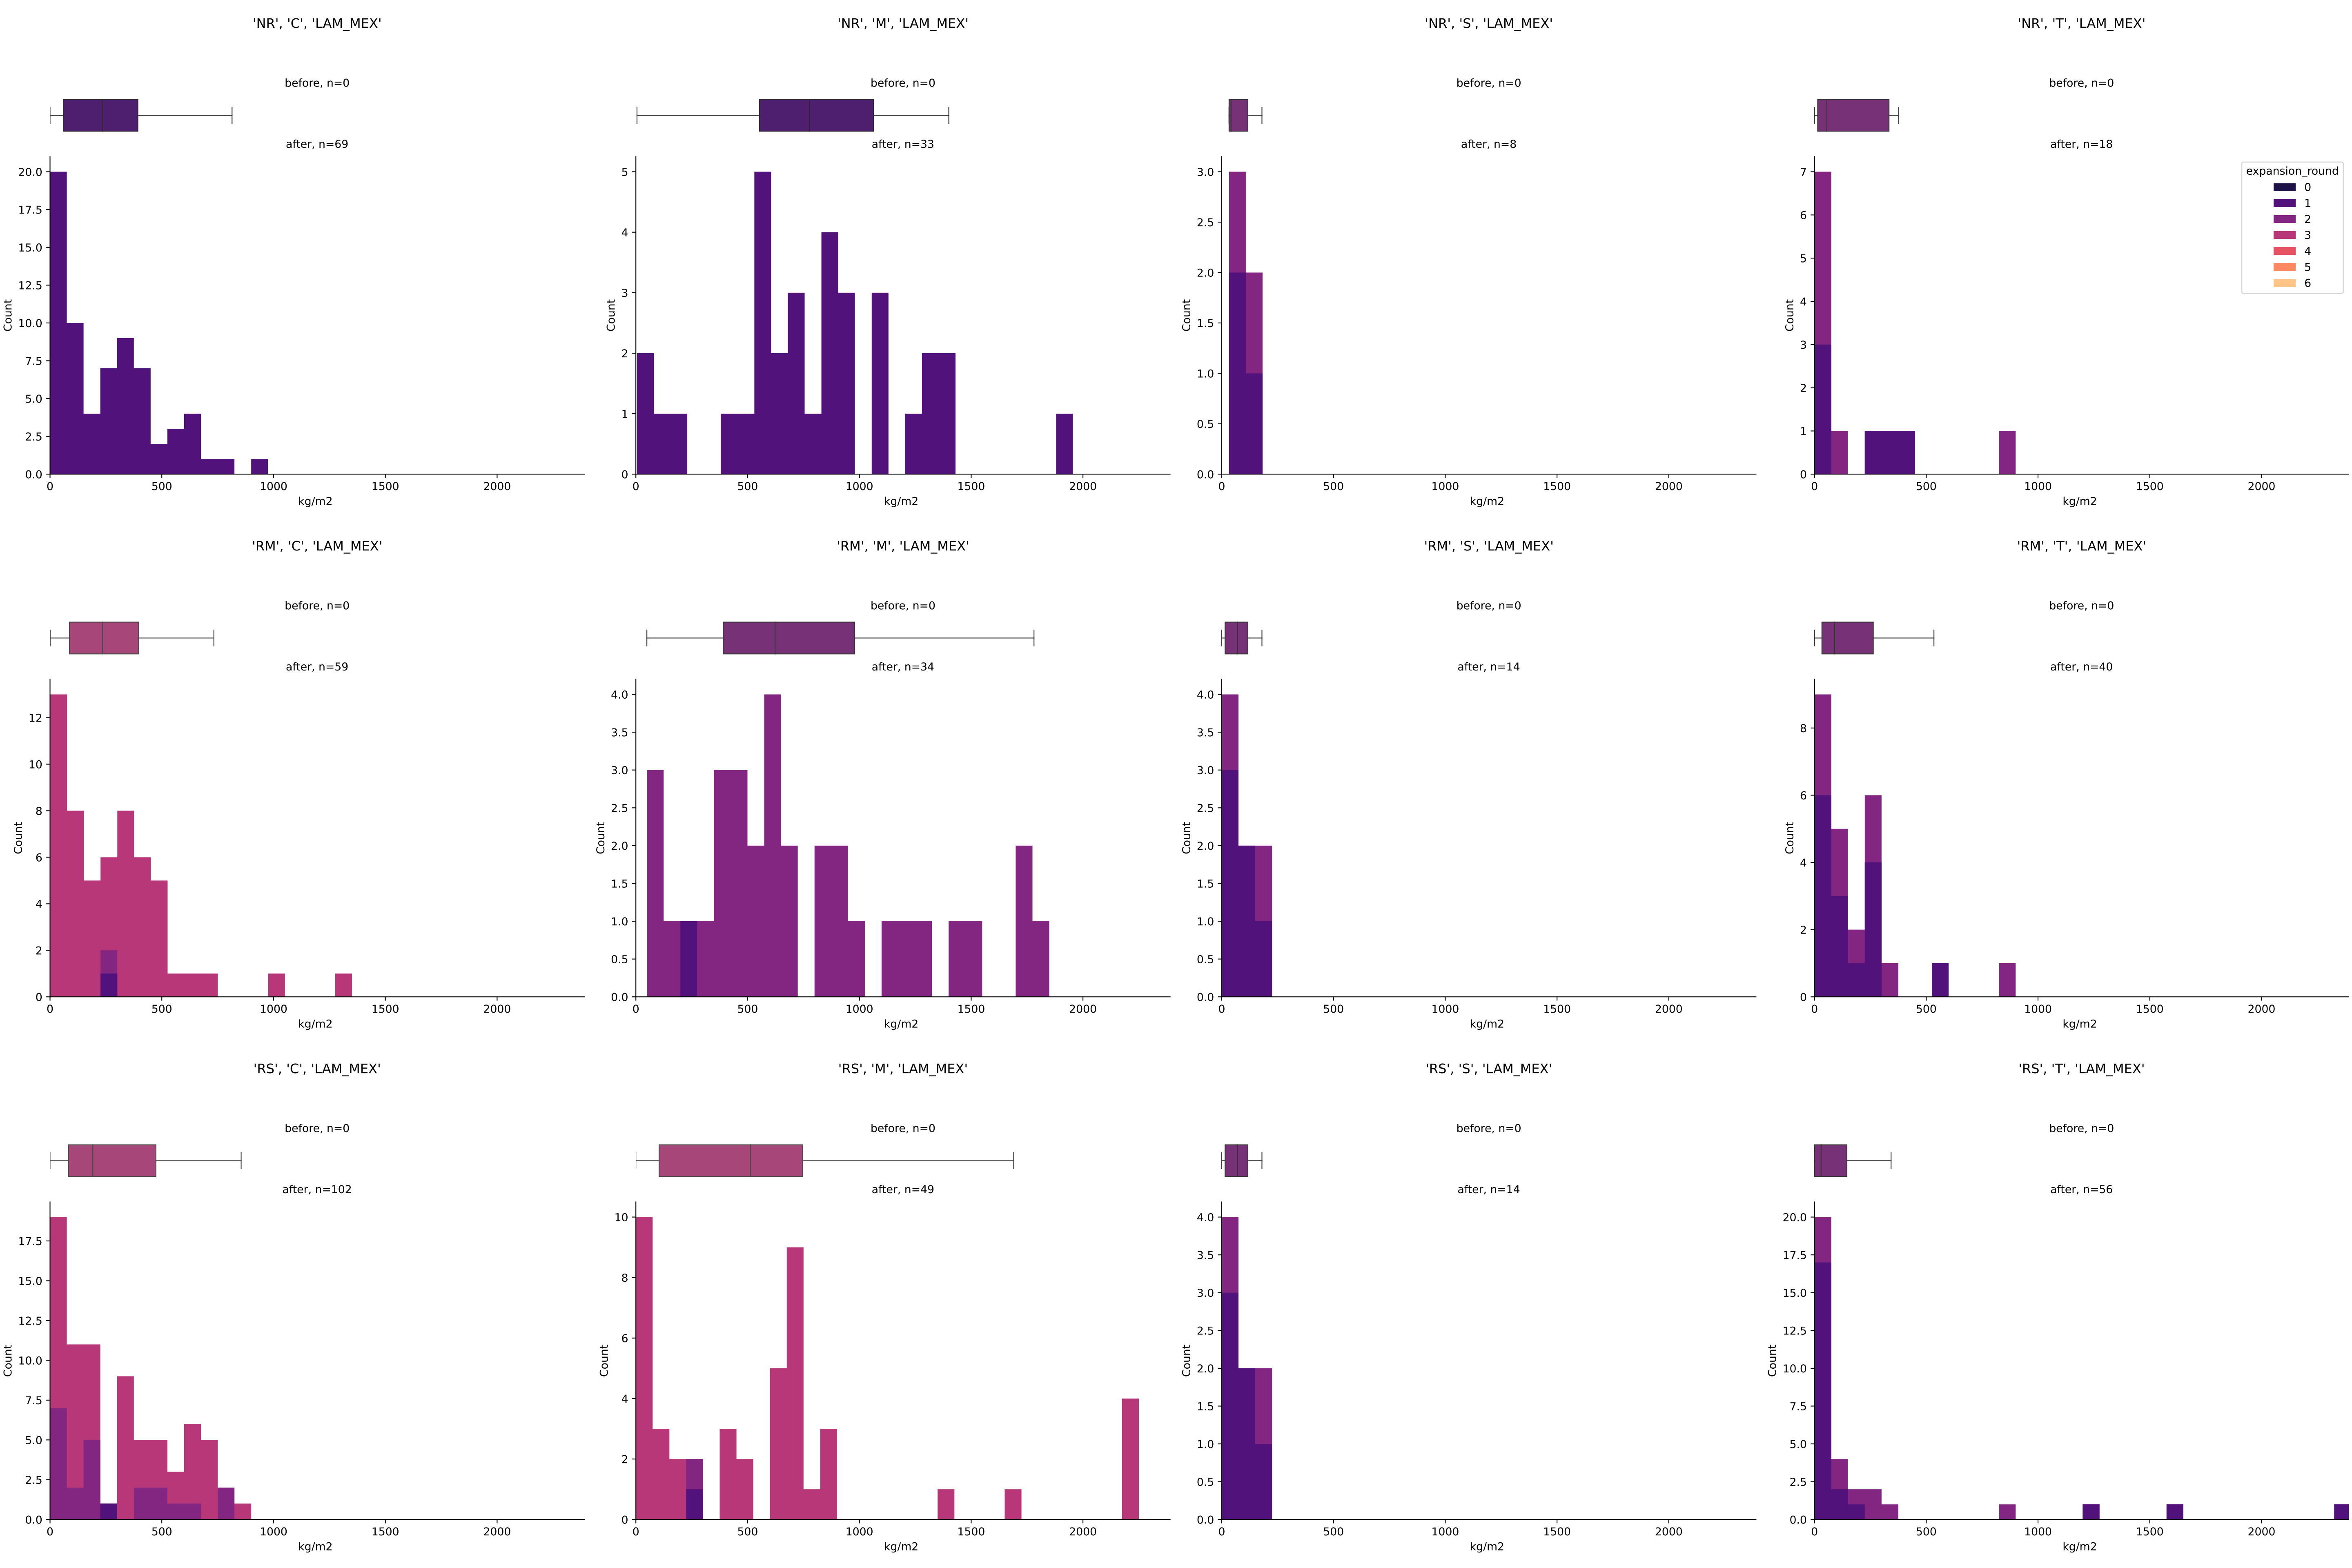 'NR', 'C', 'LAM_MEX'
before, n=0
after, n=69
20.0
17.5
15.0
12.5
10.0
7.5
5.0
2.5
0.0
Count
0 500 1000 1500 2000
kg/m2
'NR', 'M', 'LAM_MEX'
before, n=0
after, n=33
5
4
3
2
1
0
Count
0 500 1000 1500 2000
kg/m2
'NR', 'S', 'LAM_MEX'
before, n=0
after, n=8
3.0
2.5
2.0
1.5
1.0
0.5
0.0
Count
0 500 1000 1500 2000
kg/m2
'NR', 'T', 'LAM_MEX'
before, n=0
after, n=18
7
6
5
4
3
2
1
0
Count
0 500 1000 1500 2000
kg/m2
expansion_round
0
1
2
3
4
5
6
'RM', 'C', 'LAM_MEX'
before, n=0
after, n=59
12
10
8
6
4
2
0
Count
0 500 1000 1500 2000
kg/m2
'RM', 'M', 'LAM_MEX'
before, n=0
after, n=34
4.0
3.5
3.0
2.5
2.0
1.5
1.0
0.5
0.0
Count
0 500 1000 1500 2000
kg/m2
'RM', 'S', 'LAM_MEX'
before, n=0
after, n=14
4.0
3.5
3.0
2.5
2.0
1.5
1.0
0.5
0.0
Count
0 500 1000 1500 2000
kg/m2
'RM', 'T', 'LAM_MEX'
before, n=0
after, n=40
8
6
4
2
0
Count
0 500 1000 1500 2000
kg/m2
'RS', 'C', 'LAM_MEX'
before, n=0
after, n=102
17.5
15.0
12.5
10.0
7.5
5.0
2.5
0.0
Count
0 500 1000 1500 2000
kg/m2
'RS', 'M', 'LAM_MEX'
before, n=0
after, n=49
10
8
6
4
2
0
Count
0 500 1000 1500 2000
kg/m2
'RS', 'S', 'LAM_MEX'
before, n=0
after, n=14
4.0
3.5
3.0
2.5
2.0
1.5
1.0
0.5
0.0
Count
0 500 1000 1500 2000
kg/m2
'RS', 'T', 'LAM_MEX'
before, n=0
after, n=56
20.0
17.5
15.0
12.5
10.0
7.5
5.0
2.5
0.0
Count
0 500 1000 1500 2000
kg/m2